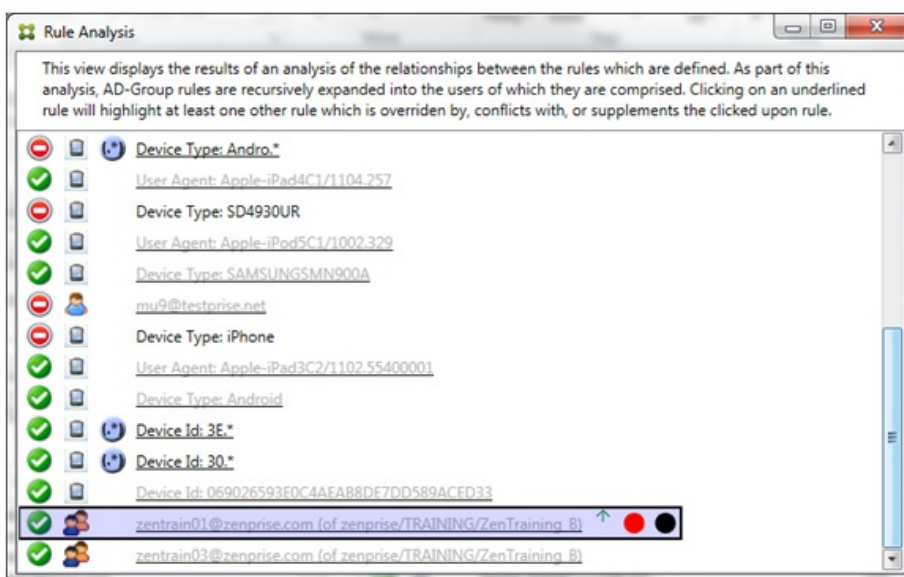 Rule Analysis
This view displays the results of an analysis of the relationships between the rules which are defined. As part of this
analysis, AD-Group rules are recursively expanded into the users of which they are comprised. Clicking on an underlined
rule will highlight at least one other rule which is overriden by, conflicts with, or supplements the clicked upon rule.
(.*) Device Type: Andro.*
User Agent: Apple-iPad4C1/1104.257
Device Type: SD4930UR
User Agent: Apple-iPod5C1/1002.329
Device Type: SAMSUNGSMN900A
mu9@testprise.net
Device Type: iPhone
User Agent: Apple-iPad3C2/1102.55400001
Device Type: Android
(.*) Device Id: 3E.*
(.*) Device Id: 30.*
Device Id: 069026593E0C4AEAB8DE7DD589ACED33
zentrain01@zenprise.com (of zenprise/TRAINING/ZenTraining_B)
zentrain03@zenprise.com (of zenprise/TRAINING/ZenTraining_B)